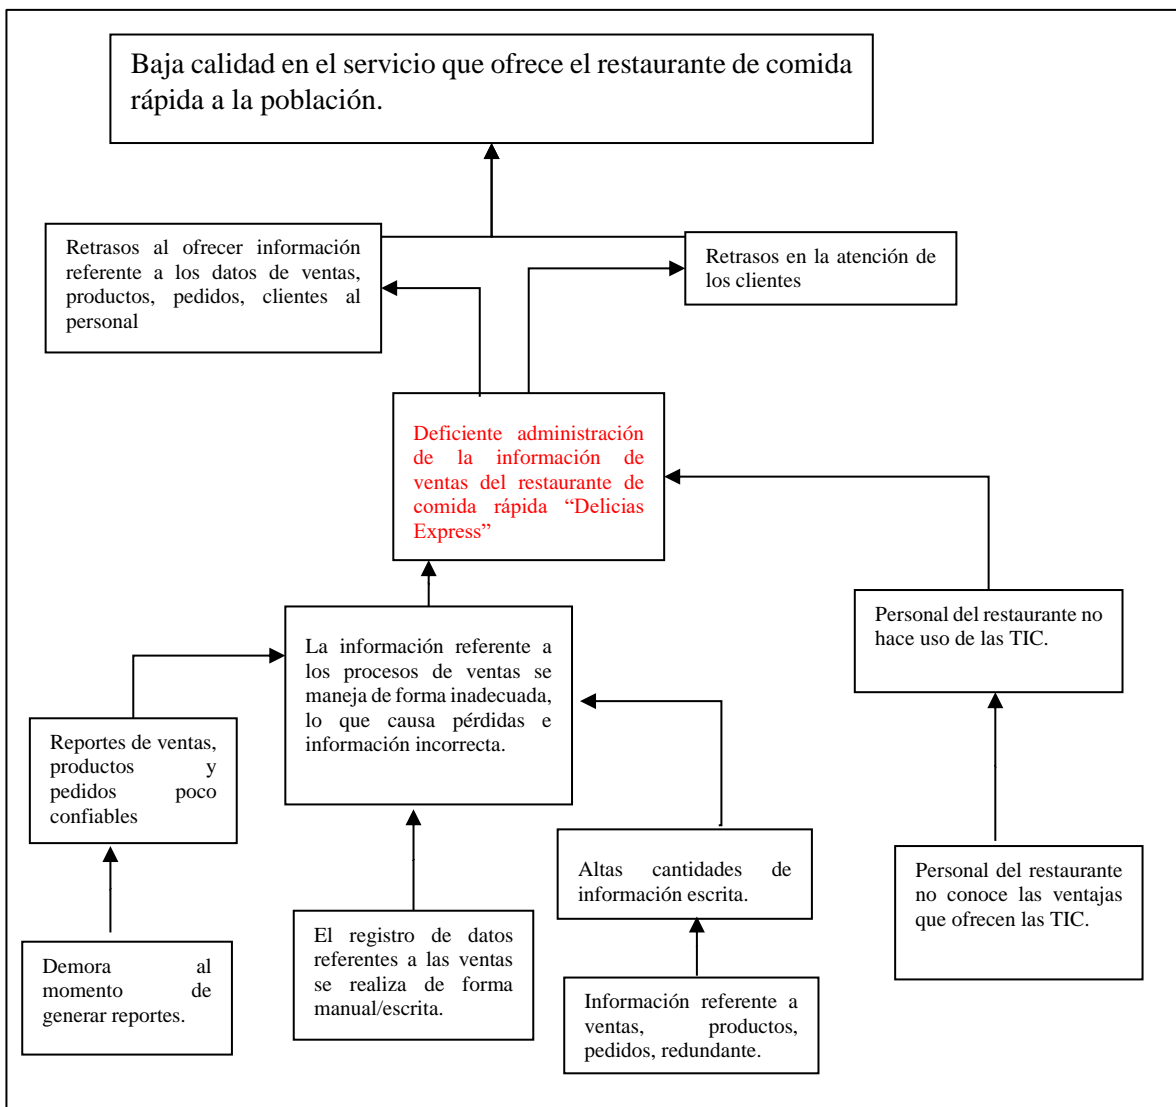 Baja calidad en el servicio que ofrece el restaurante de comida
rápida a la población.
Retrasos al ofrecer información
referente a los datos de ventas,
productos, pedidos, clientes al
personal
Retrasos en la atención de
los clientes
Deficiente administración
de la información de
ventas del restaurante de
comida rápida “Delicias
Express”
Personal del restaurante no
hace uso de las TIC.
La información referente a
los procesos de ventas se
maneja de forma inadecuada,
lo que causa pérdidas e
información incorrecta.
Reportes de ventas,
productos y
pedidos poco
confiables
Altas cantidades de
información escrita.
Personal del restaurante
no conoce las ventajas
que ofrecen las TIC.
Demora al
momento de
generar reportes.
El registro de datos
referentes a las ventas
se realiza de forma
manual/escrita.
Información referente a
ventas, productos,
pedidos, redundante.